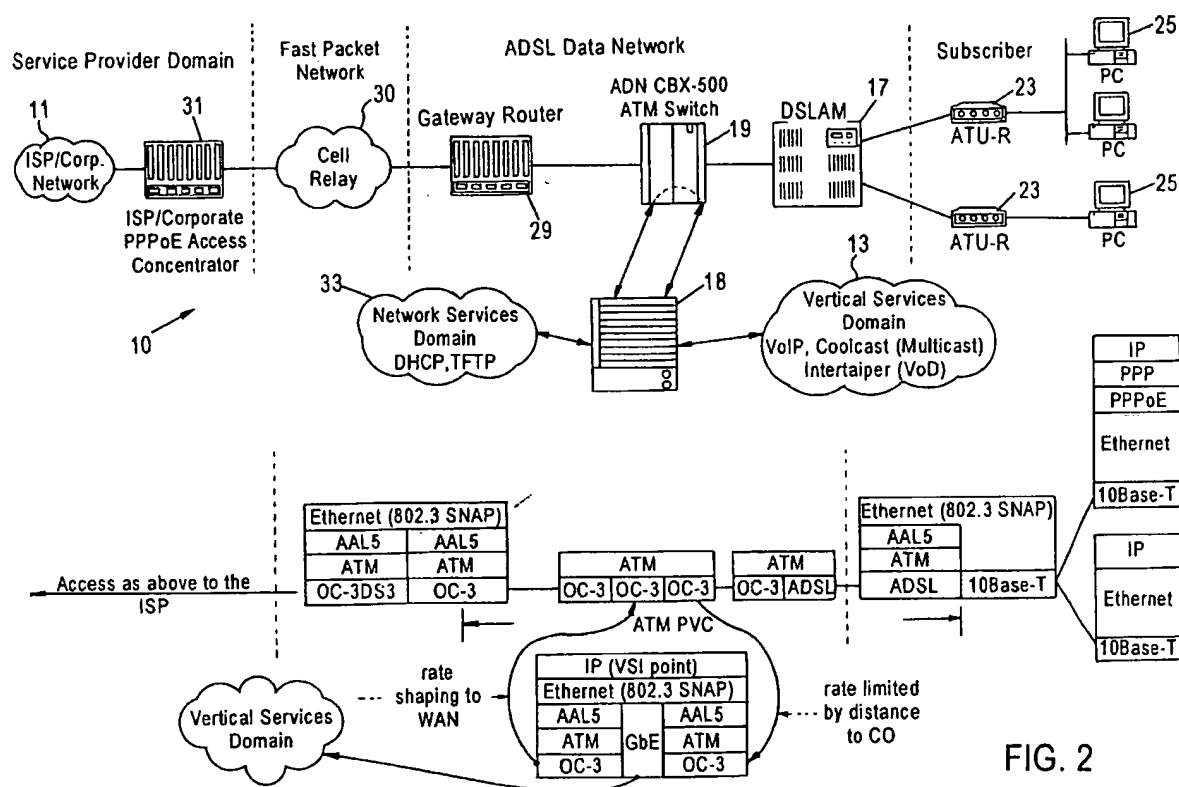 Service Provider Domain
Fast Packet
Network
ADSL Data Network
Subscriber
11
31
30
ISP/Corp.
Network
ISP/Corporate
PPPoE Access
Concentrator
Cell
Relay
Gateway Router
29
ADN CBX-500
ATM Switch
19
DSLAM
17
23
ATU-R
25
PC
PC
23
ATU-R
25
PC
10
33
Network Services
Domain
DHCP,TFTP
18
13
Vertical Services
Domain
VoIP, Coolcast (Multicast)
Intertaiper (VoD)
IP
PPP
PPPoE
Ethernet
10Base-T
IP
Ethernet
10Base-T
Access as above to the
ISP
Ethernet (802.3 SNAP)
AAL5 AAL5
ATM ATM
OC-3DS3 OC-3
ATM
OC-3 OC-3 OC-3
ATM PVC
ATM
OC-3 ADSL
Ethernet (802.3 SNAP)
AAL5
ATM
ADSL 10Base-T
rate
shaping to
WAN
IP (VSI point)
Ethernet (802.3 SNAP)
AAL5 GbE AAL5
ATM ATM
OC-3 OC-3
rate limited
by distance
to CO
Vertical Services
Domain
FIG. 2